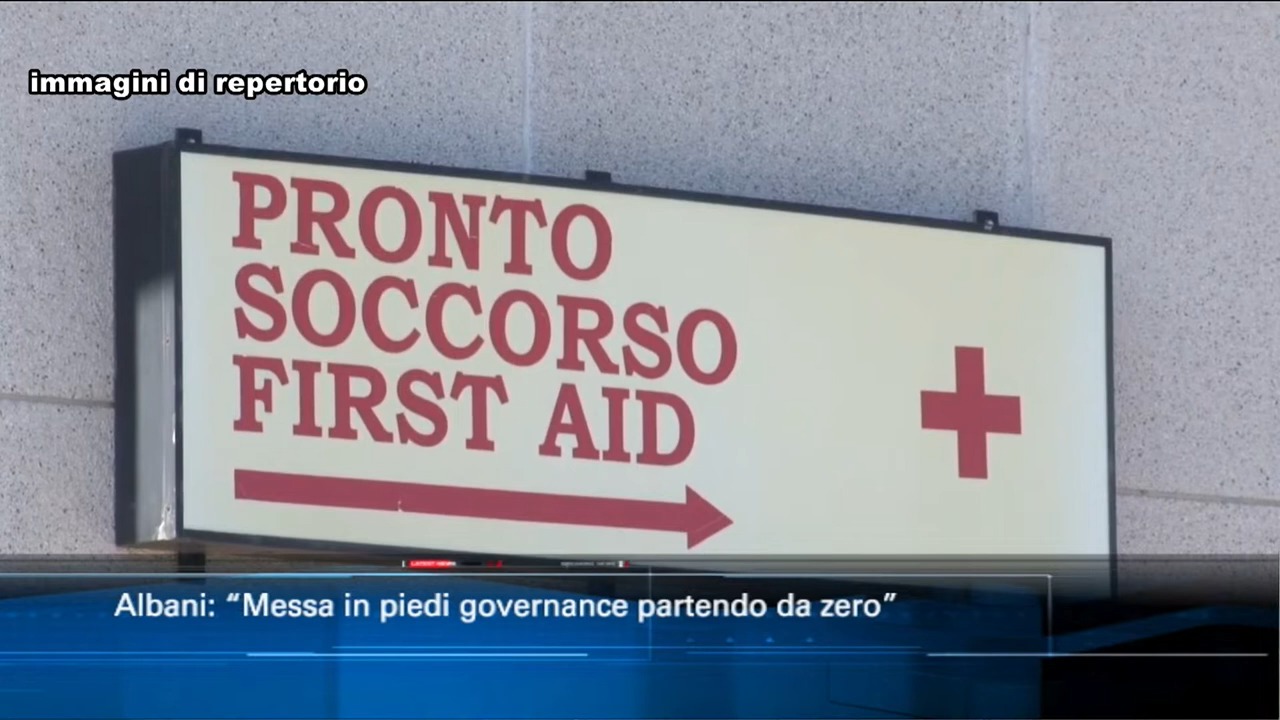 immagini di repertorio
PRONTO
SOCCORSO
FIRST AID
Albani: “Messa in piedi governance partendo da zero”